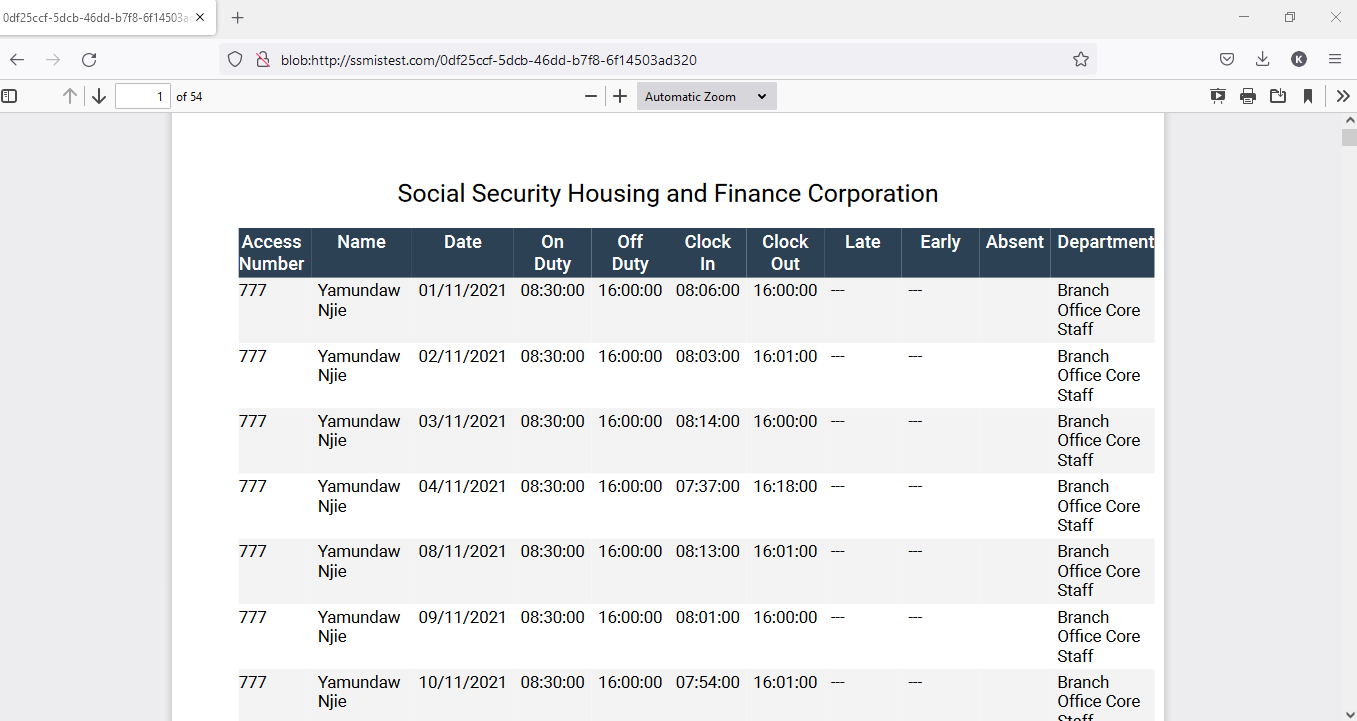 0df25ccf-5dcb-46dd-b7f8-6f14503a
blob:http://ssmistest.com/0df25ccf-5dcb-46dd-b7f8-6f14503ad320
K
1 of 54
Automatic Zoom
Social Security Housing and Finance Corporation
Access Name Date On Off Clock Clock Late Early Absent Department
Number Duty Duty In Out
777 Yamundaw 01/11/2021 08:30:00 16:00:00 08:06:00 16:00:00 --- --- Branch
Njie Office Core
Staff
777 Yamundaw 02/11/2021 08:30:00 16:00:00 08:03:00 16:01:00 --- --- Branch
Njie Office Core
Staff
777 Yamundaw 03/11/2021 08:30:00 16:00:00 08:14:00 16:00:00 --- --- Branch
Njie Office Core
Staff
777 Yamundaw 04/11/2021 08:30:00 16:00:00 07:37:00 16:18:00 --- --- Branch
Njie Office Core
Staff
777 Yamundaw 08/11/2021 08:30:00 16:00:00 08:13:00 16:01:00 --- --- Branch
Njie Office Core
Staff
777 Yamundaw 09/11/2021 08:30:00 16:00:00 08:01:00 16:00:00 --- --- Branch
Njie Office Core
Staff
777 Yamundaw 10/11/2021 08:30:00 16:00:00 07:54:00 16:01:00 --- --- Branch
Njie Office Core
Staff